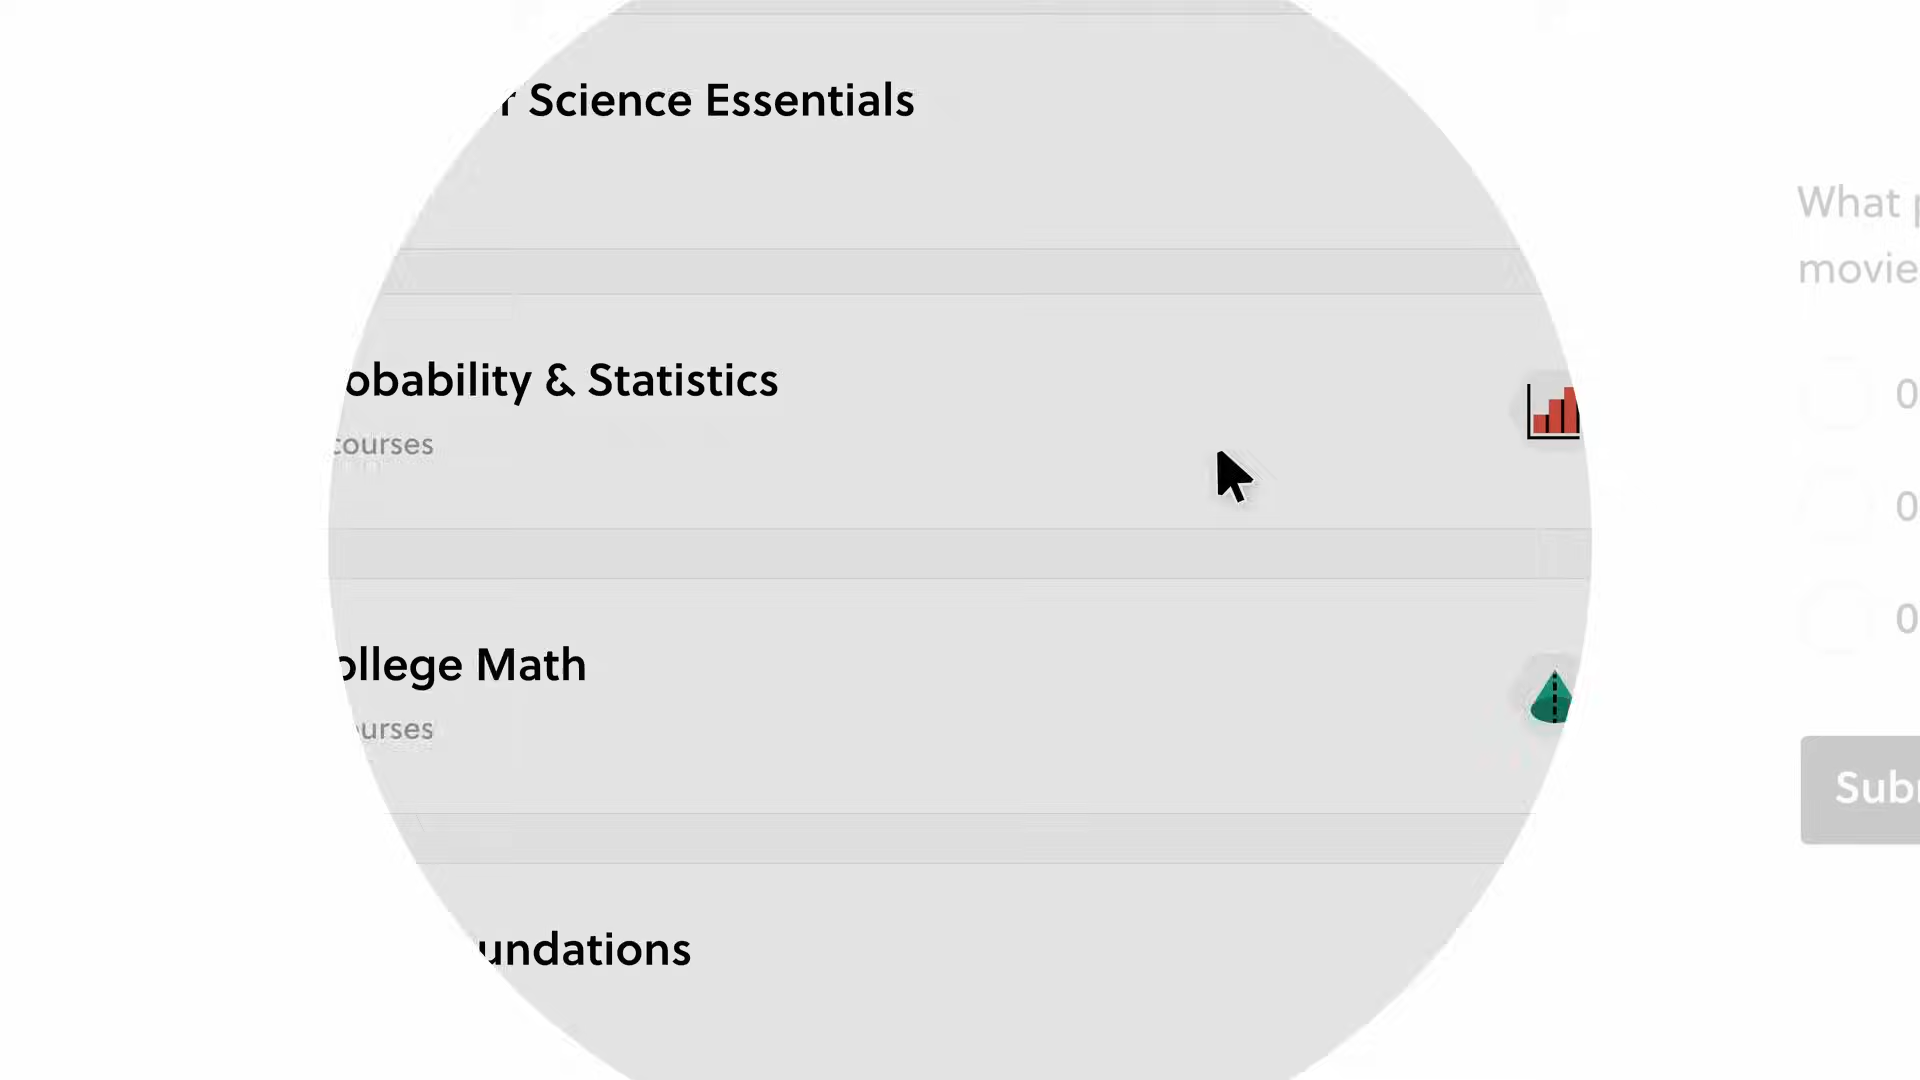 Science Essentials
obability & Statistics
courses
ollege Math
urses
undations
What
movie
0
0
0
Sub